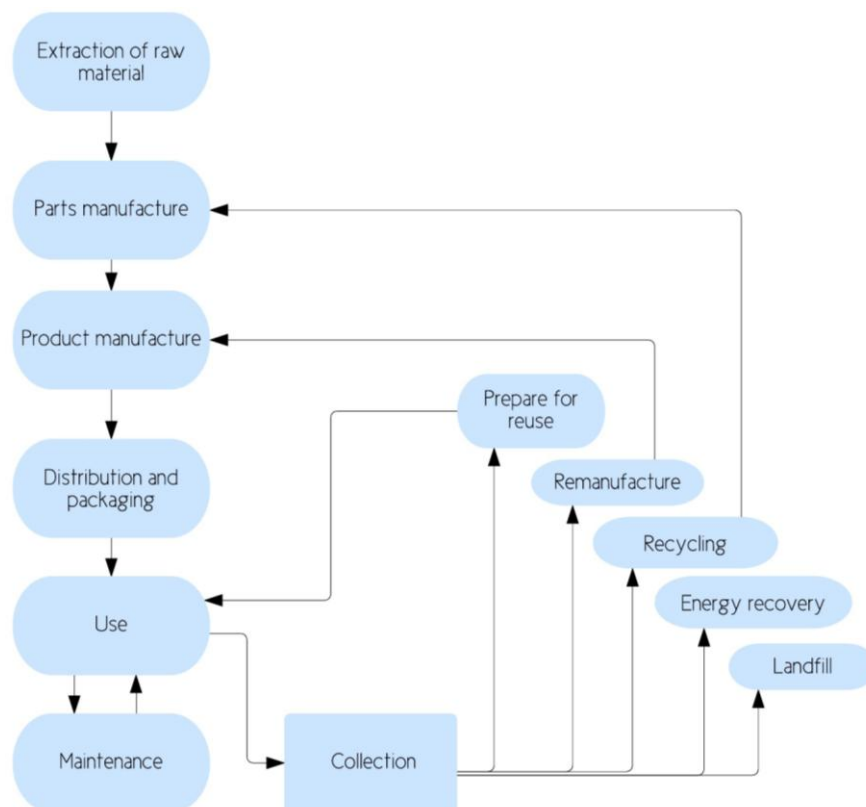 Extraction of raw
material
Parts manufacture
Product manufacture
Prepare for
reuse
Distribution and
packaging
Remanufacture
Recycling
Energy recovery
Use
Landfill
Maintenance
Collection